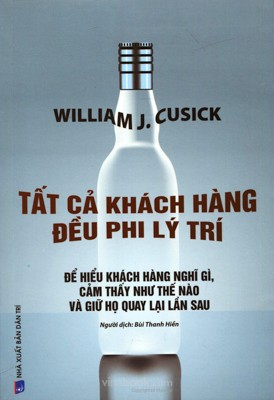 WILLIAM J. CUSICK
TẤT CẢ KHÁCH HÀNG
ĐỀU PHI LÝ TRÍ
ĐỂ HIỂU KHÁCH HÀNG NGHĨ GÌ,
CẢM THẤY NHƯ THẾ NÀO
VÀ GIỮ HỌ QUAY LẠI LẦN SAU
Người dịch: Bùi Thanh Hiền
NHÀ XUẤT BẢN DÂN TRÍ